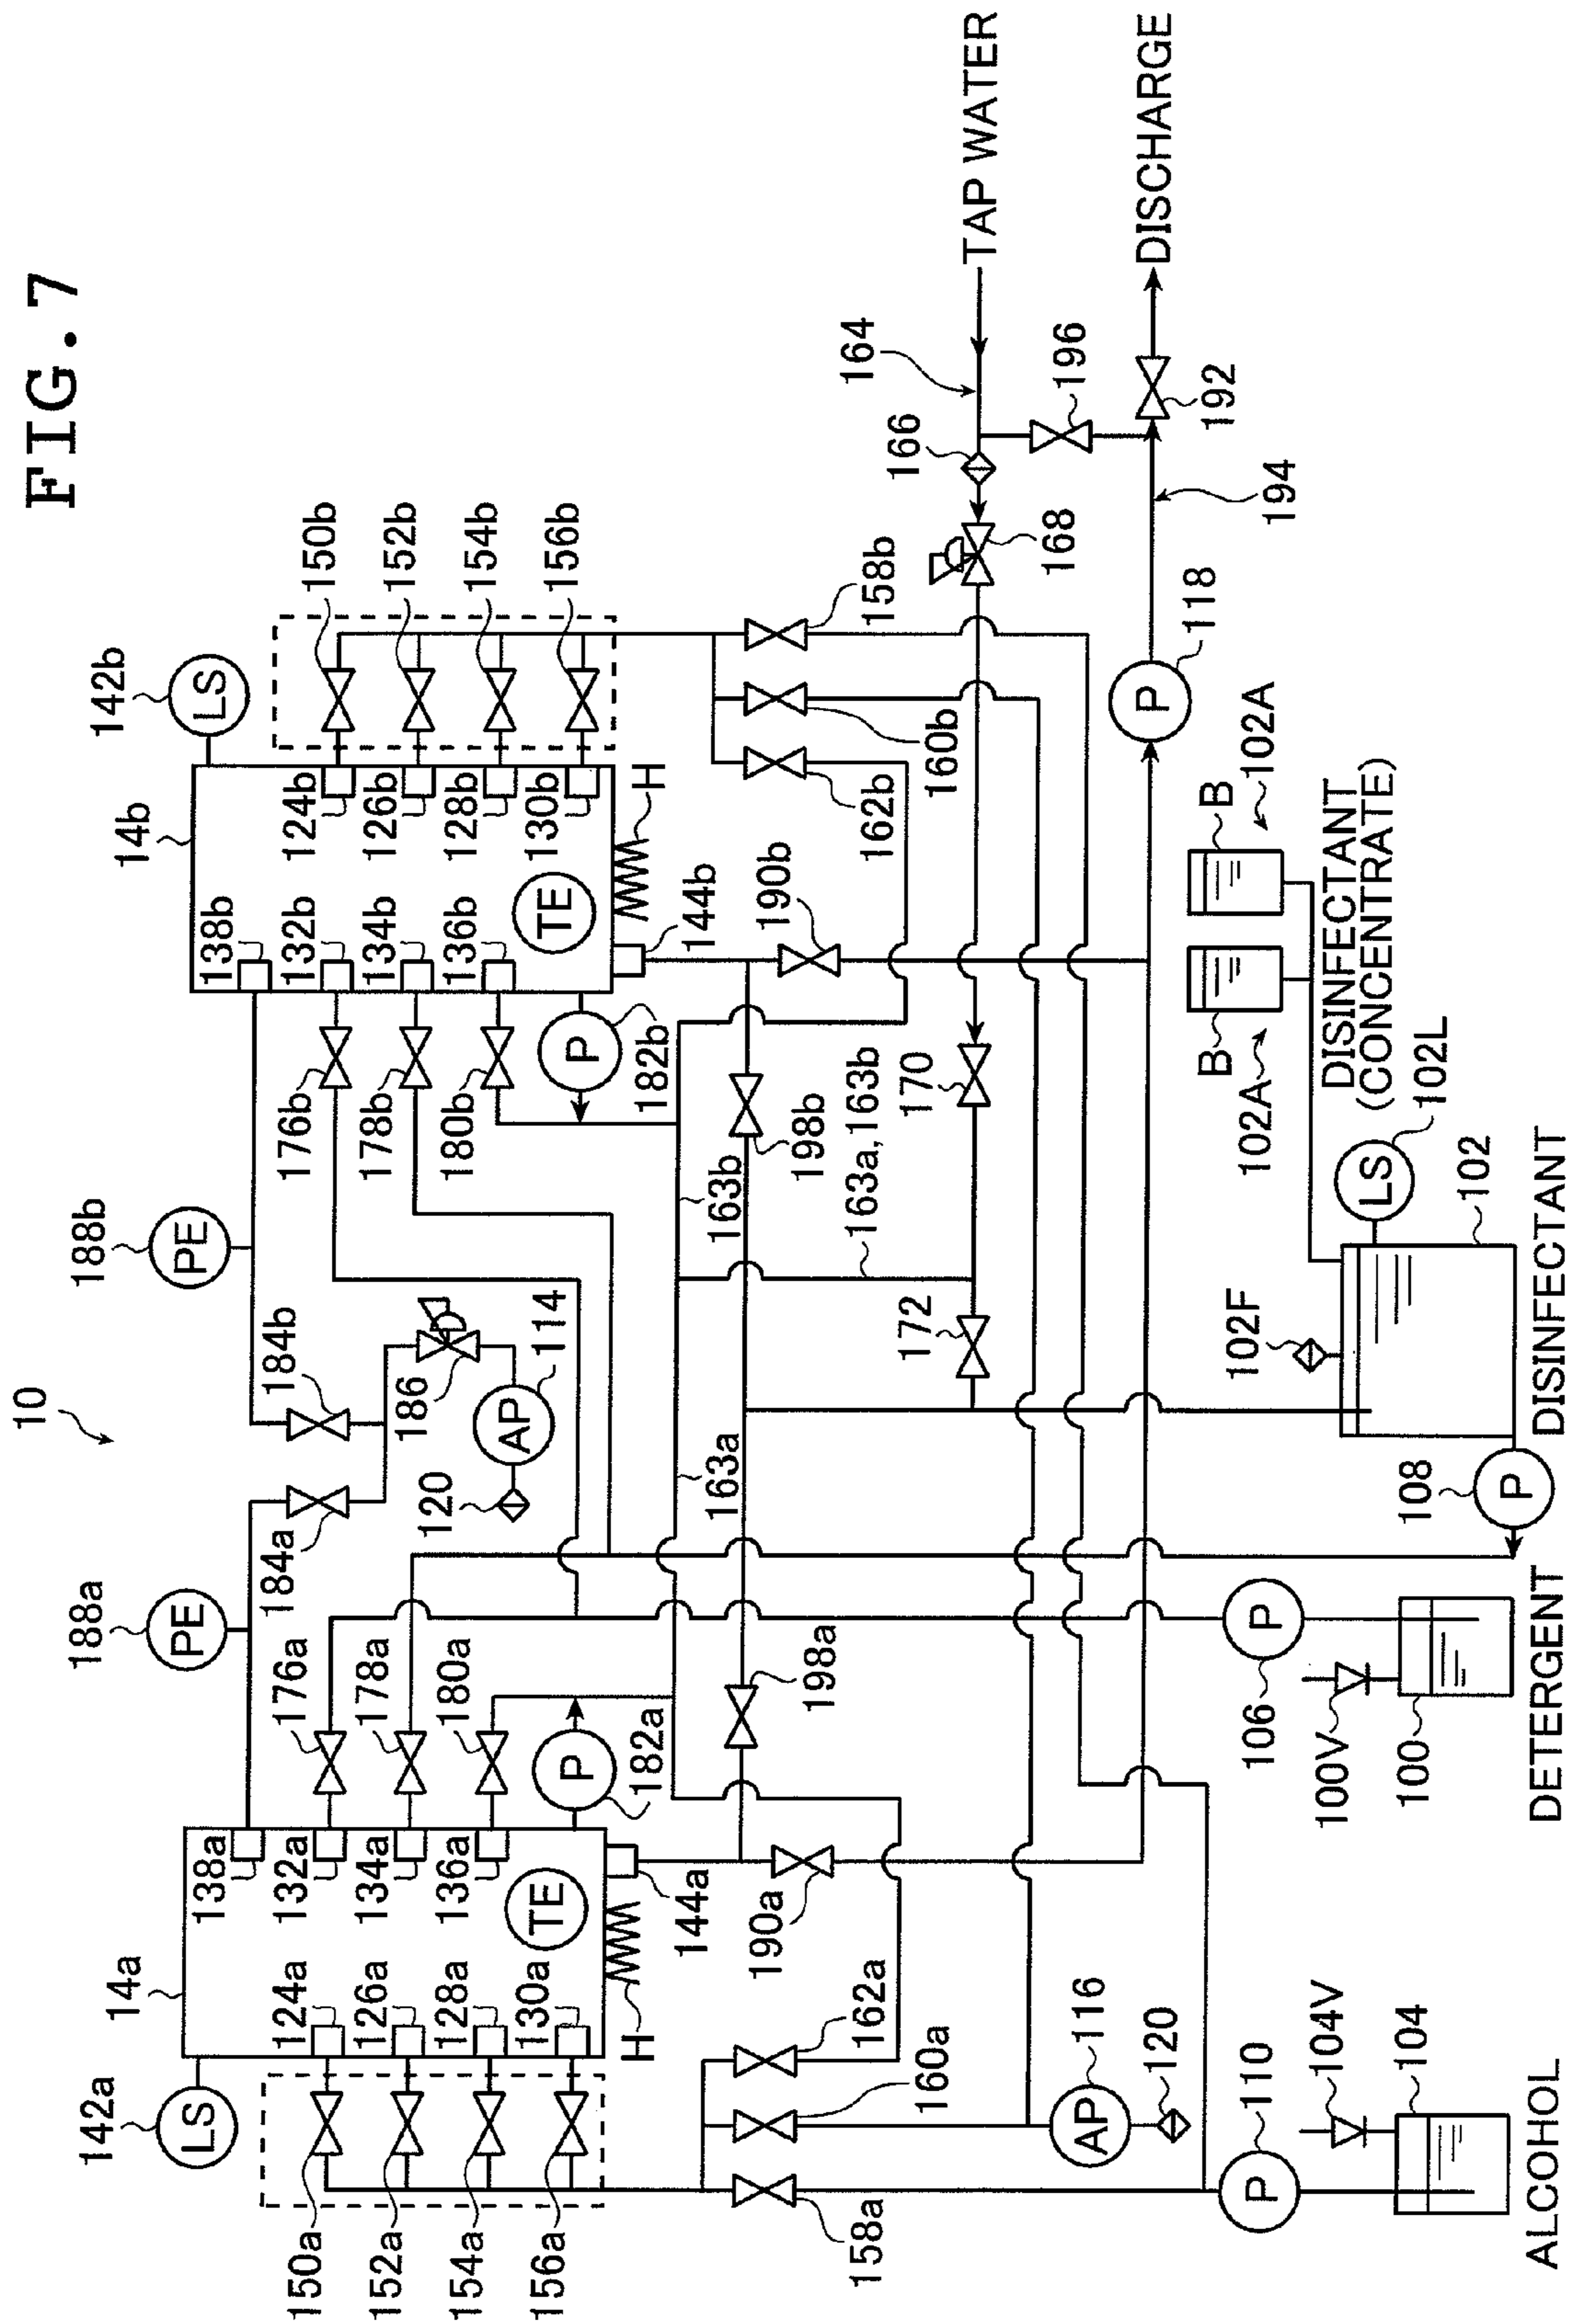 FIG. 7
10
14a
14b
142a
LS
142b
LS
188a
PE
188b
PE
138a
132a
134a
136a
124a
126a
128a
130a
TE
H
144a
138b
132b
134b
136b
124b
126b
128b
130b
TE
H
144b
150a
152a
154a
156a
150b
152b
154b
156b
176a
178a
180a
176b
178b
180b
184a
184b
186
AP
114
120
P
182a
P
182b
158a
160a
162a
158b
160b
162b
163a
163b
163a,163b
190a
190b
198a
198b
164
166
168
170
172
TAP WATER
196
192
194
DISCHARGE
P
118
AP
116
120
P
110
104V
104
ALCOHOL
P
106
100V
100
DETERGENT
P
108
102F
LS
102L
102
DISINFECTANT
B
102A
B
102A
DISINFECTANT
(CONCENTRATE)